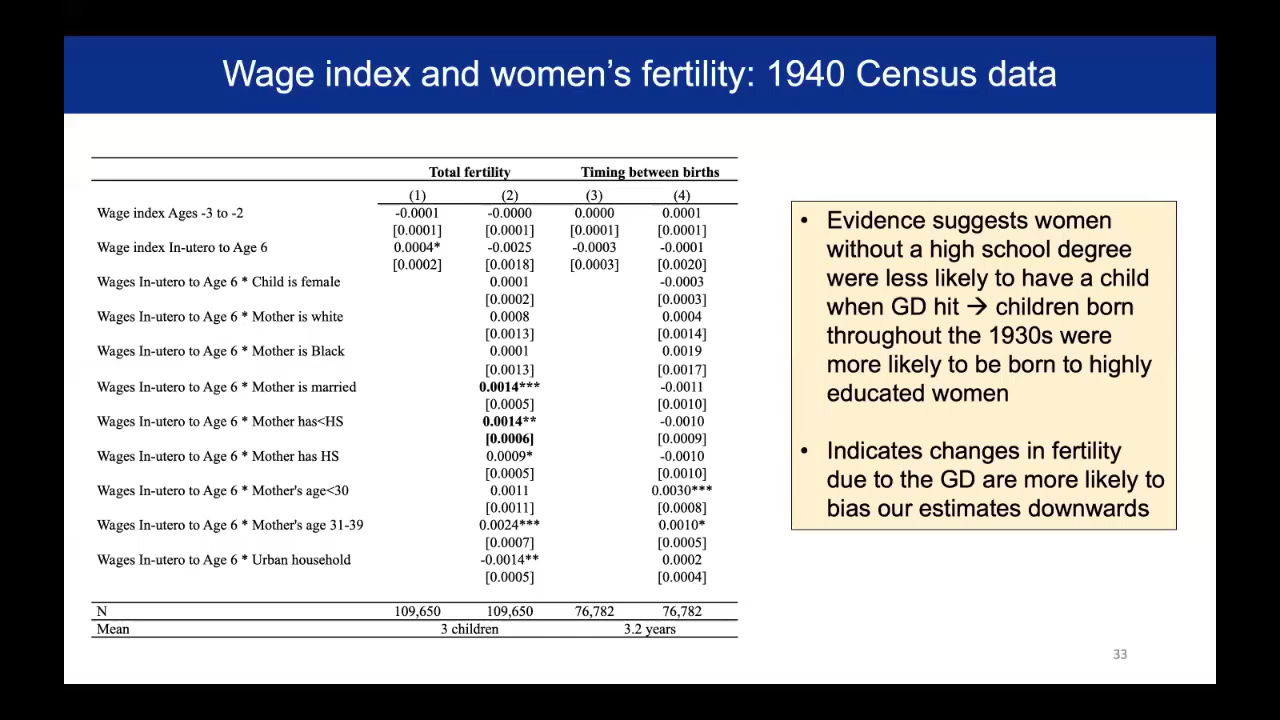 Wage index and women's fertility: 1940 Census data
Total fertility Timing between births
(1) (2) (3) (4)
Wage index Ages -3 to -2 -0.0001 -0.0000 0.0000 0.0001
[0.0001] [0.0001] [0.0001] [0.0001]
Wage index In-utero to Age 6 0.0004* -0.0025 -0.0003 -0.0001
[0.0002] [0.0018] [0.0003] [0.0020]
Wages In-utero to Age 6 * Child is female 0.0001 -0.0003
[0.0002] [0.0003]
Wages In-utero to Age 6 * Mother is white 0.0008 0.0004
[0.0013] [0.0014]
Wages In-utero to Age 6 * Mother is Black 0.0001 0.0019
[0.0013] [0.0017]
Wages In-utero to Age 6 * Mother is married 0.0014*** -0.0011
[0.0005] [0.0010]
Wages In-utero to Age 6 * Mother has<HS 0.0014** -0.0010
[0.0006] [0.0009]
Wages In-utero to Age 6 * Mother has HS 0.0009* -0.0010
[0.0005] [0.0010]
Wages In-utero to Age 6 * Mother's age<30 0.0011 0.0030***
[0.0011] [0.0008]
Wages In-utero to Age 6 * Mother's age 31-39 0.0024*** 0.0010*
[0.0007] [0.0005]
Wages In-utero to Age 6 * Urban household -0.0014** 0.0002
[0.0005] [0.0004]
N 109,650 109,650 76,782 76,782
Mean 3 children 3.2 years
• Evidence suggests women
without a high school degree
were less likely to have a child
when GD hit → children born
throughout the 1930s were
more likely to be born to highly
educated women
• Indicates changes in fertility
due to the GD are more likely to
bias our estimates downwards
33